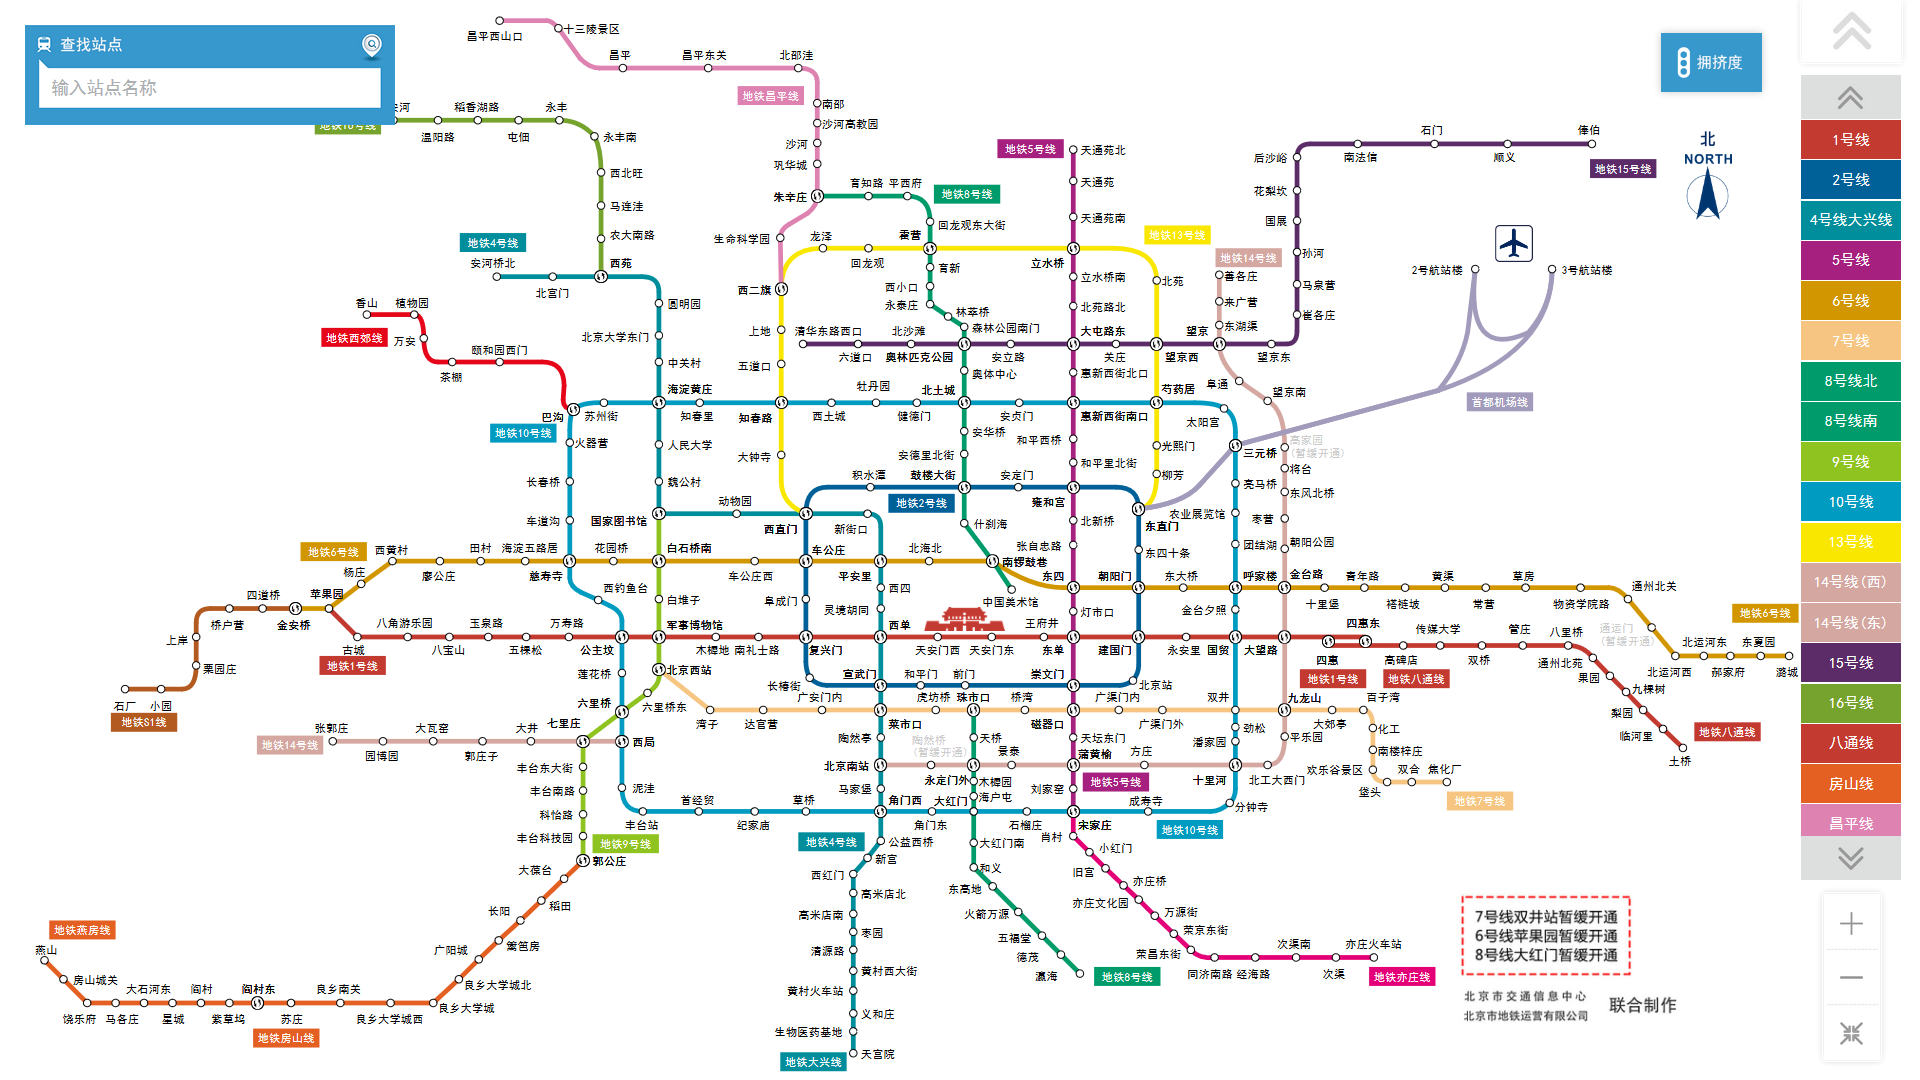 查找站点
输入站点名称
拥挤度
北
NORTH
1号线
2号线
4号线大兴线
5号线
6号线
7号线
8号线北
8号线南
9号线
10号线
13号线
14号线(西)
14号线(东)
15号线
16号线
八通线
房山线
昌平线
昌平西山口
十三陵景区
昌平
昌平东关
北邵洼
地铁昌平线
南邵
沙河高教园
沙河
巩华城
朱辛庄
生命科学园
西二旗
稻香湖路
永丰
温阳路
屯佃
永丰南
西北旺
马连洼
农大南路
西苑
地铁4号线
安河桥北
北宫门
圆明园
北京大学东门
中关村
海淀黄庄
人民大学
魏公村
国家图书馆
动物园
西直门
新街口
平安里
西四
灵境胡同
西单
宣武门
菜市口
陶然亭
北京南站
马家堡
角门西
地铁4号线
公益西桥
新宫
西红门
高米店北
高米店南
枣园
清源路
黄村西大街
黄村火车站
义和庄
生物医药基地
天宫院
地铁大兴线
香山
植物园
地铁西郊线
万安
颐和园西门
茶棚
巴沟
苏州街
地铁10号线
火器营
长春桥
车道沟
慈寿寺
西钓鱼台
公主坟
莲花桥
六里桥
西局
泥洼
丰台站
首经贸
纪家庙
草桥
角门东
大红门
石榴庄
宋家庄
成寿寺
地铁10号线
分钟寺
十里河
潘家园
劲松
双井
国贸
金台夕照
呼家楼
团结湖
农业展览馆
亮马桥
三元桥
太阳宫
芍药居
惠新西街南口
安贞门
北土城
健德门
牡丹园
西土城
知春路
知春里
育知路
平西府
地铁8号线
回龙观东大街
霍营
育新
西小口
永泰庄
林萃桥
森林公园南门
奥林匹克公园
奥体中心
安华桥
安德里北街
鼓楼大街
什刹海
南锣鼓巷
中国美术馆
龙泽
回龙观
地铁13号线
立水桥
北苑
望京西
光熙门
柳芳
东直门
上地
五道口
大钟寺
地铁5号线
天通苑北
天通苑
天通苑南
立水桥南
北苑路北
大屯路东
惠新西街北口
和平西桥
和平里北街
雍和宫
北新桥
张自忠路
东四
灯市口
东单
崇文门
磁器口
天坛东门
蒲黄榆
地铁5号线
刘家窑
石门
俸伯
后沙峪
南法信
顺义
地铁15号线
花梨坎
国展
孙河
马泉营
崔各庄
望京东
望京
关庄
安立路
北沙滩
六道口
清华东路西口
地铁14号线
善各庄
来广营
东湖渠
阜通
望京南
高家园
(暂缓开通)
将台
东风北桥
枣营
朝阳公园
金台路
大望路
九龙山
平乐园
北工大西门
方庄
景泰
永定门外
陶然桥
(暂缓开通)
2号航站楼
3号航站楼
首都机场线
积水潭
安定门
地铁2号线
东四十条
朝阳门
建国门
北京站
前门
和平门
长椿街
复兴门
阜成门
车公庄
地铁6号线
西黄村
田村
海淀五路居
花园桥
白石桥南
杨庄
廖公庄
车公庄西
北海北
东大桥
青年路
黄渠
草房
通州北关
十里堡
褡裢坡
常营
物资学院路
地铁6号线
通运门
(暂缓开通)
北运河东
东夏园
北运河西
郝家府
潞城
四道桥
苹果园
上岸
桥户营
金安桥
栗园庄
石厂
小园
地铁S1线
古城
地铁1号线
八角游乐园
玉泉路
万寿路
八宝山
五棵松
军事博物馆
木樨地
南礼士路
天安门西
天安门东
王府井
永安里
四惠东
四惠
地铁1号线
地铁八通线
高碑店
传媒大学
管庄
双桥
八里桥
通州北苑
果园
九棵树
梨园
临河里
土桥
地铁八通线
白堆子
北京西站
六里桥东
七里庄
丰台东大街
丰台南路
科怡路
丰台科技园
地铁9号线
郭公庄
湾子
达官营
广安门内
虎坊桥
珠市口
桥湾
广渠门内
广渠门外
百子湾
大郊亭
化工
南楼梓庄
欢乐谷景区
双合
焦化厂
垡头
地铁7号线
地铁14号线
张郭庄
大瓦窑
大井
园博园
郭庄子
天桥
木樨园
海户屯
大红门南
和义
东高地
火箭万源
五福堂
德茂
瀛海
地铁8号线
肖村
小红门
旧宫
亦庄桥
亦庄文化园
万源街
荣京东街
荣昌东街
同济南路
经海路
次渠南
次渠
亦庄火车站
地铁亦庄线
大葆台
稻田
长阳
篱笆房
广阳城
良乡大学城北
良乡大学城
良乡大学城西
良乡南关
苏庄
阎村东
地铁房山线
地铁燕房线
燕山
房山城关
饶乐府
马各庄
大石河东
星城
阎村
紫草坞
7号线双井站暂缓开通
6号线苹果园暂缓开通
8号线大红门暂缓开通
北京市交通信息中心
北京市地铁运营有限公司
联合制作